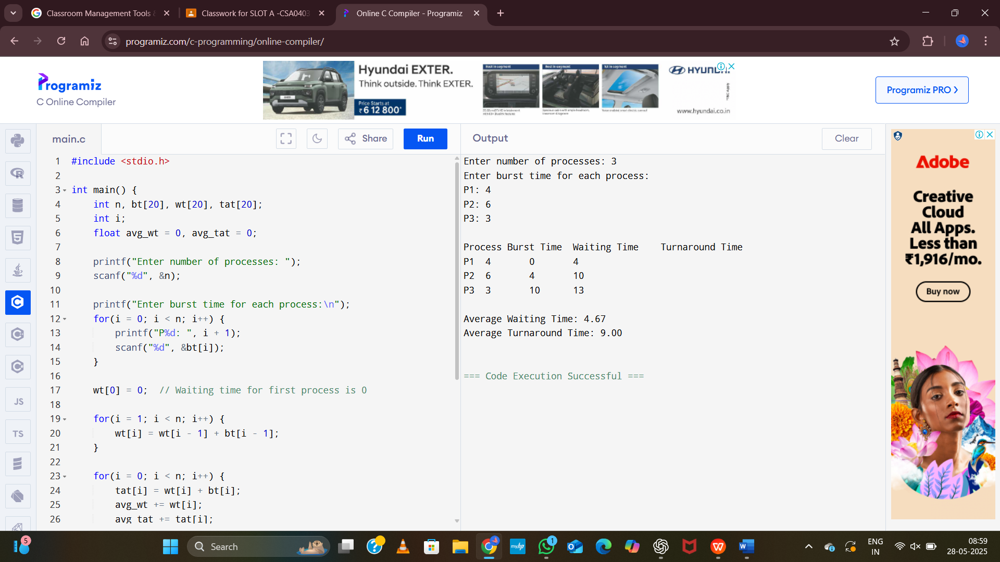 Classroom Management Tools &
Classwork for SLOT A -CSA0403
Online C Compiler - Programiz
programiz.com/c-programming/online-compiler/
Programiz
C Online Compiler
Hyundai EXTER.
Think outside. Think EXTER.
Price Starts at
₹6 12 800*
Best in segment
Best in segment
1st in segment
HYUNDAI
www.hyundai.co.in
Programiz PRO
main.c
Share
Run
Output
Clear
1 #include <stdio.h>
2
3 int main() {
4 int n, bt[20], wt[20], tat[20];
5 int i;
6 float avg_wt = 0, avg_tat = 0;
7
8 printf("Enter number of processes: ");
9 scanf("%d", &n);
10
11 printf("Enter burst time for each process:\n");
12 for(i = 0; i < n; i++) {
13 printf("P%d: ", i + 1);
14 scanf("%d", &bt[i]);
15 }
16
17 wt[0] = 0;  // Waiting time for first process is 0
18
19 for(i = 1; i < n; i++) {
20 wt[i] = wt[i - 1] + bt[i - 1];
21 }
22
23 for(i = 0; i < n; i++) {
24 tat[i] = wt[i] + bt[i];
25 avg_wt += wt[i];
26 avg_tat += tat[i];
Enter number of processes: 3
Enter burst time for each process:
P1: 4
P2: 6
P3: 3
Process Burst Time Waiting Time Turnaround Time
P1 4 0 4
P2 6 4 10
P3 3 10 13
Average Waiting Time: 4.67
Average Turnaround Time: 9.00
=== Code Execution Successful ===
JS
TS
Adobe
Creative
Cloud
All Apps.
Less than
₹1,916/mo.
Buy now
5
Search
myhp
1
ENG
IN
08:59
28-05-2025